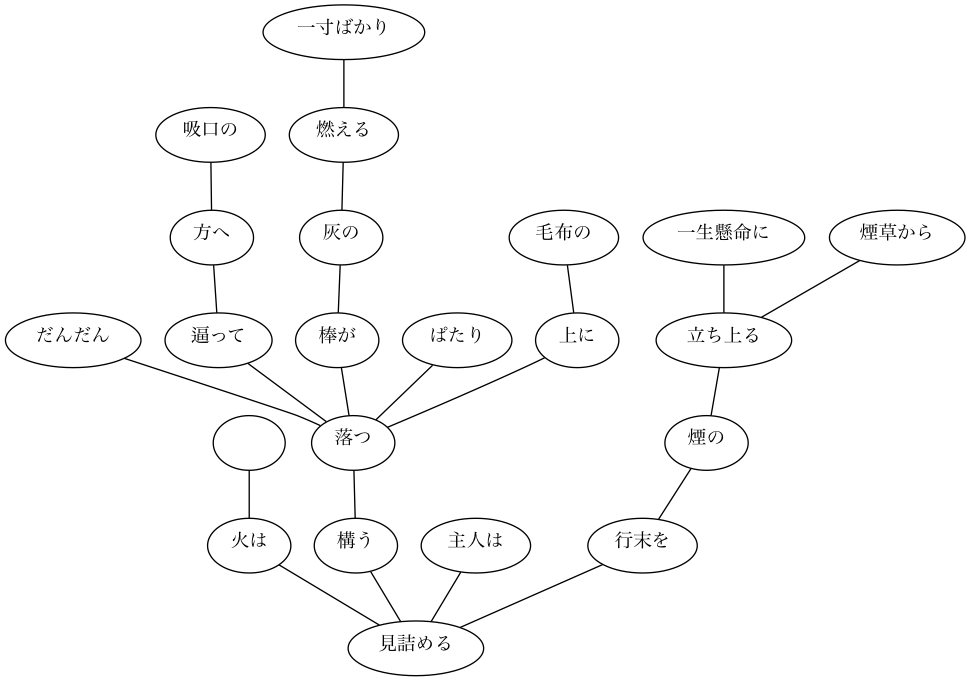 一寸ばかり
吸口の
燃える
方へ
灰の
毛布の
一生懸命に
煙草から
だんだん
逼って
棒が
ぱたり
上に
立ち上る
落つ
煙の
火は
構う
主人は
行末を
見詰める